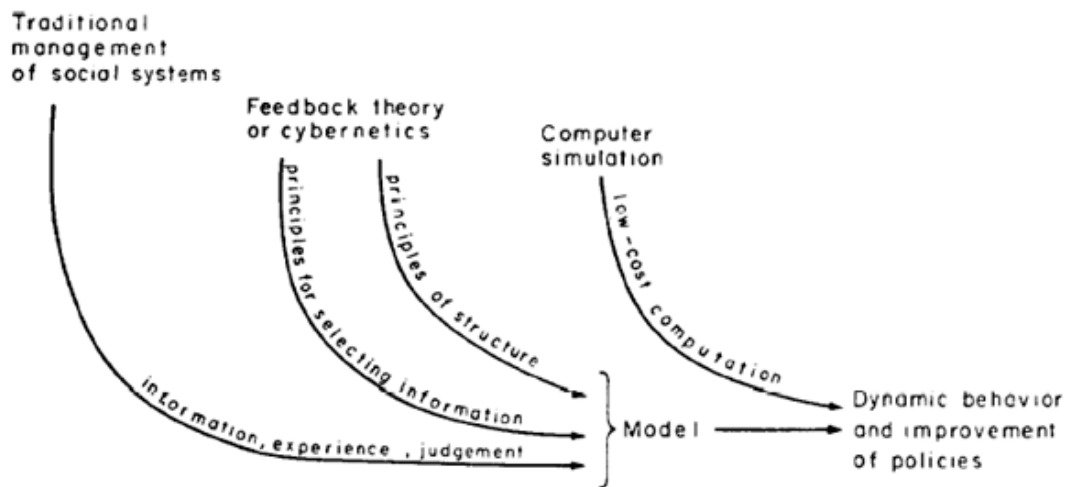 Traditional
management
of social systems
Feedback theory
or cybernetics
Computer
simulation
principles for selecting information
principles of structure
low-cost computation
information, experience, judgement
Model
Dynamic behavior
and improvement
of policies